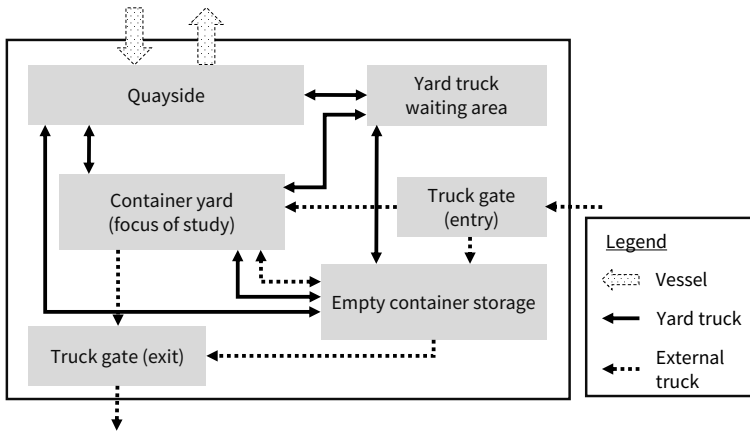 Quayside
Yard truck
waiting area
Container yard
(focus of study)
Truck gate
(entry)
Empty container storage
Truck gate (exit)
Legend
Vessel
Yard truck
External
truck